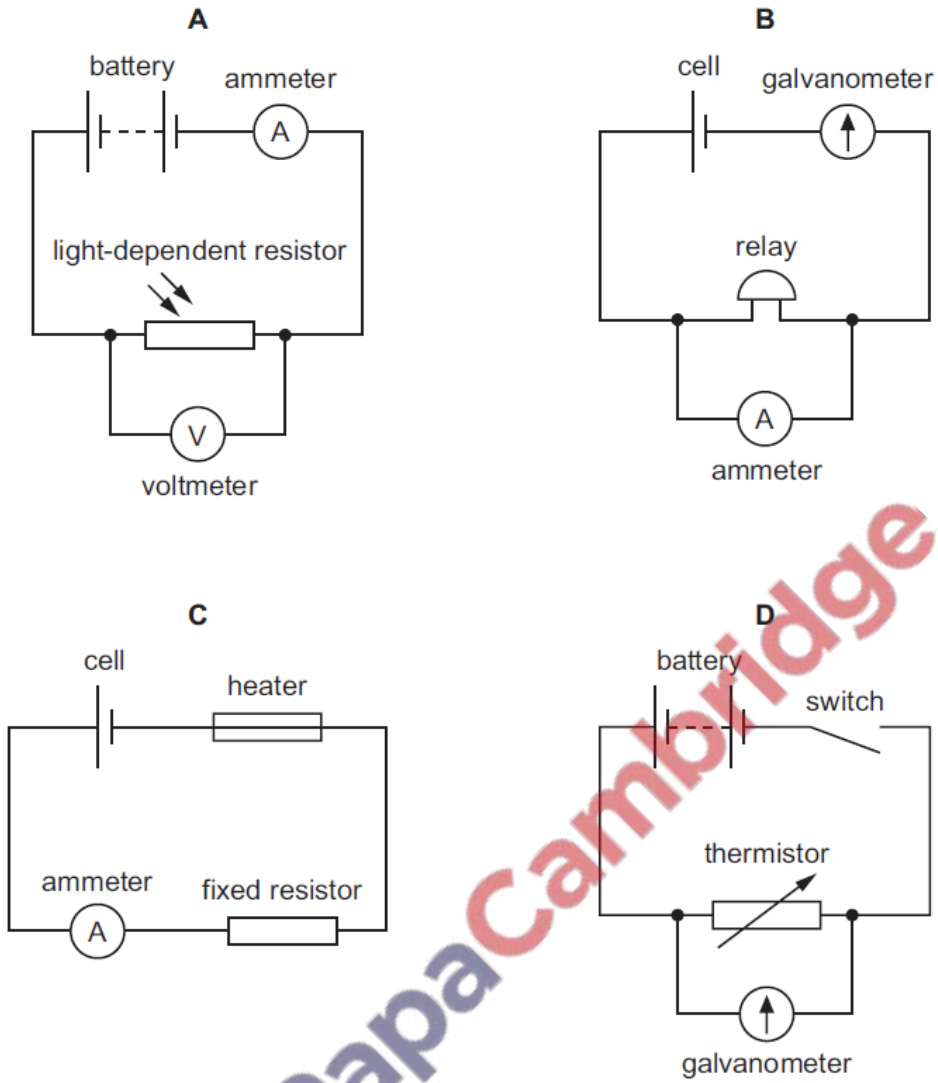 A
battery
ammeter
A
light-dependent resistor
V
voltmeter
B
cell
galvanometer
relay
A
ammeter
C
cell
heater
ammeter
fixed resistor
A
D
battery
switch
thermistor
galvanometer
PapaCambridge